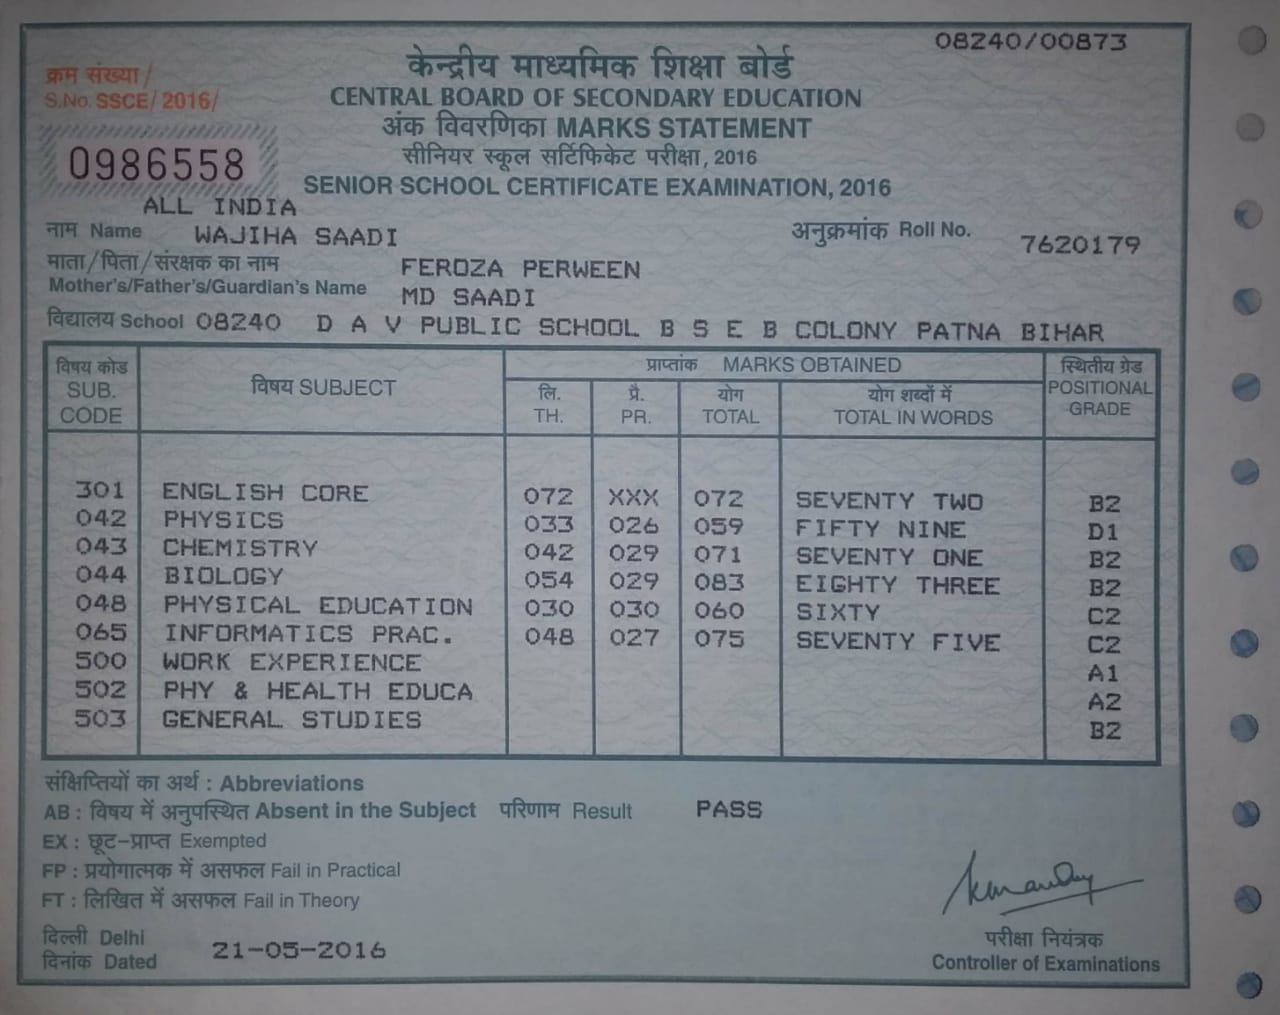 08240/00873
क्रम संख्या/
S.No. SSCE/ 2016/
0986558
केन्द्रीय माध्यमिक शिक्षा बोर्ड
CENTRAL BOARD OF SECONDARY EDUCATION
अंक विवरणिका MARKS STATEMENT
सीनियर स्कूल सर्टिफिकेट परीक्षा, 2016
SENIOR SCHOOL CERTIFICATE EXAMINATION, 2016
ALL INDIA
नाम Name WAJIHA SAADI अनुक्रमांक Roll No. 7620179
माता/पिता/संरक्षक का नाम FEROZA PERWEEN
Mother's/Father's/Guardian's Name MD SAADI
विद्यालय School 08240 D A V PUBLIC SCHOOL B S E B COLONY PATNA BIHAR
विषय कोड SUB. CODE विषय SUBJECT प्राप्तांक MARKS OBTAINED स्थितीय ग्रेड POSITIONAL GRADE
लि. TH. प्रै. PR. योग TOTAL योग शब्दों में TOTAL IN WORDS
301 ENGLISH CORE 072 XXX 072 SEVENTY TWO B2
042 PHYSICS 033 026 059 FIFTY NINE D1
043 CHEMISTRY 042 029 071 SEVENTY ONE B2
044 BIOLOGY 054 029 083 EIGHTY THREE B2
048 PHYSICAL EDUCATION 030 030 060 SIXTY C2
065 INFORMATICS PRAC. 048 027 075 SEVENTY FIVE C2
500 WORK EXPERIENCE A1
502 PHY & HEALTH EDUCA A2
503 GENERAL STUDIES B2
संक्षिप्तियों का अर्थ : Abbreviations
AB : विषय में अनुपस्थित Absent in the Subject परिणाम Result PASS
EX : छूट-प्राप्त Exempted
FP : प्रयोगात्मक में असफल Fail in Practical
FT : लिखित में असफल Fail in Theory
दिल्ली Delhi
दिनांक Dated 21-05-2016
परीक्षा नियंत्रक
Controller of Examinations